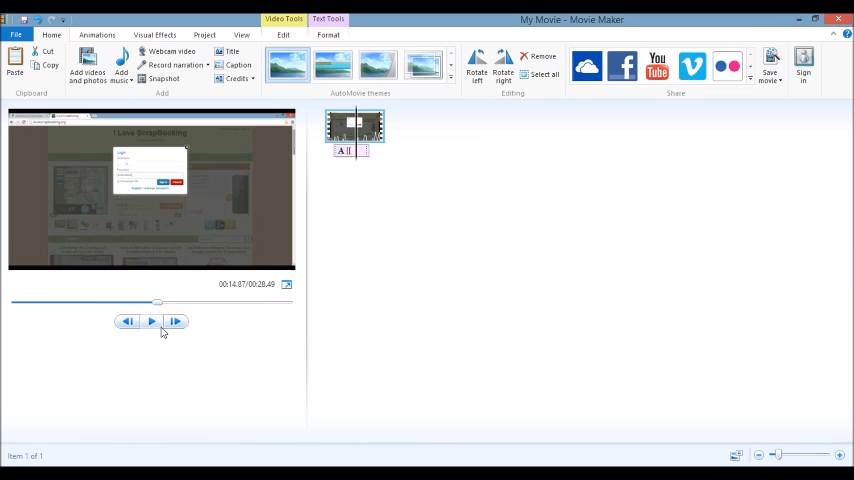 Video Tools Text Tools My Movie - Movie Maker
File Home Animations Visual Effects Project View Edit Format
Paste
Cut
Copy
Clipboard
Add videos and photos
Add music
Webcam video
Record narration
Snapshot
Title
Caption
Credits
Add
AutoMovie themes
Rotate left
Rotate right
Remove
Select all
Editing
You Tube
Share
Save movie
Sign in
I Love ScrapBooking
Login
A [[
00:14.87/00:28.49
Item 1 of 1